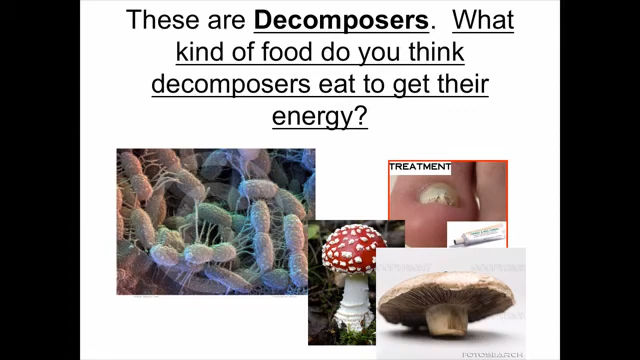 These are Decomposers. What
kind of food do you think
decomposers eat to get their
energy?
TREATMENT
FOTOSEARCH